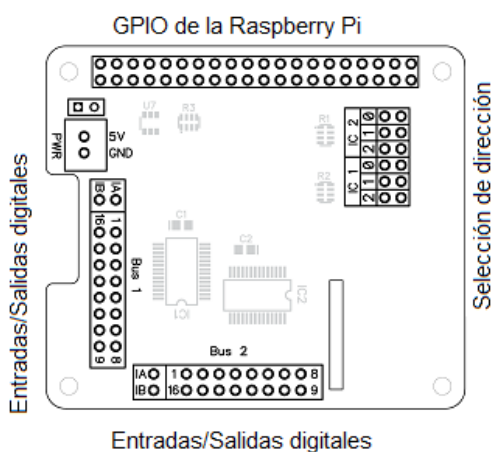 GPIO de la Raspberry Pi
U7
R3
5V
GND
PWR
R1
R2
IC 2
0
1
2
IC 1
0
1
2
Selección de dirección
Entradas/Salidas digitales
IB IA
16 1
Bus 1
9 8
C1
C2
IC1
IC2
Bus 2
IA 1 8
IB 16 9
Entradas/Salidas digitales